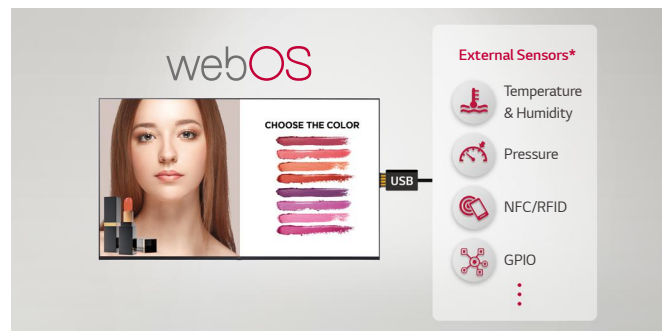 webOS
External Sensors*
Temperature
& Humidity
CHOOSE THE COLOR
Pressure
USB
NFC/RFID
GPIO